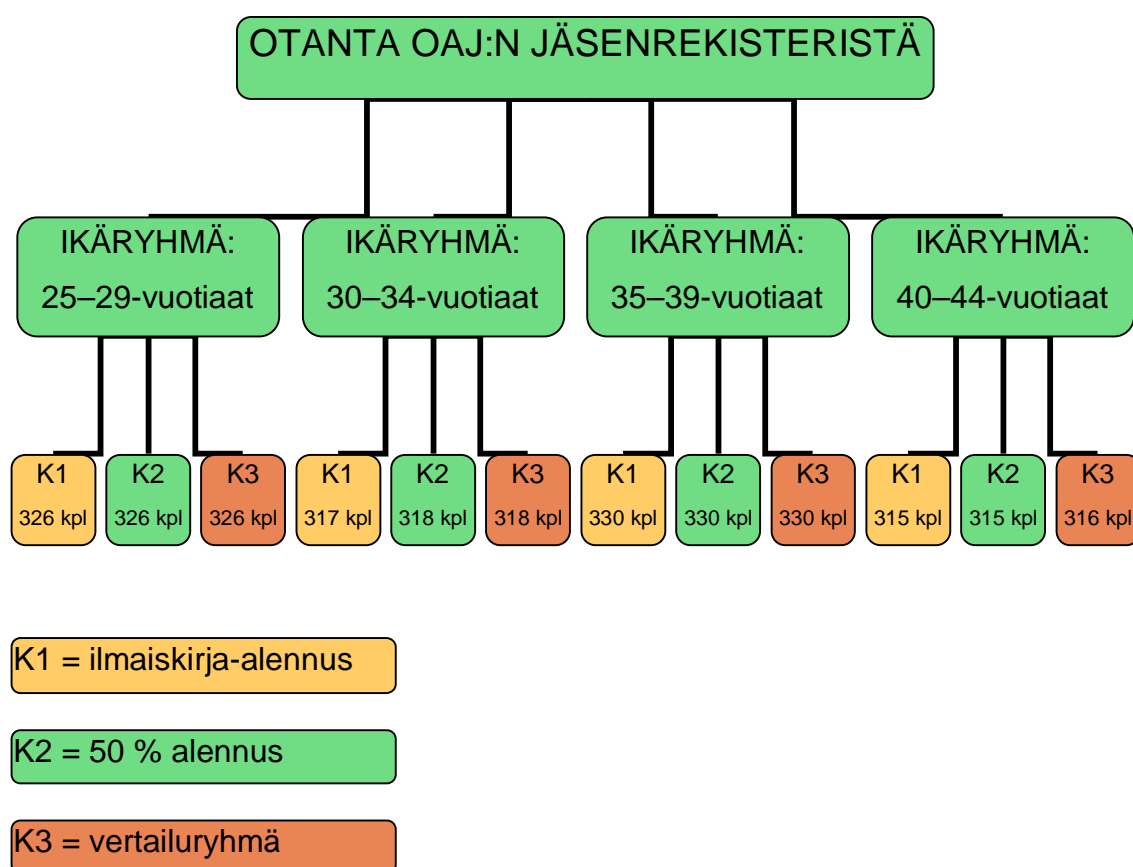 OTANTA OAJ:N JÄSENREKISTERISTÄ
IKÄRYHMÄ:
25–29-vuotiaat
IKÄRYHMÄ:
30–34-vuotiaat
IKÄRYHMÄ:
35–39-vuotiaat
IKÄRYHMÄ:
40–44-vuotiaat
K1
326 kpl
K2
326 kpl
K3
326 kpl
K1
317 kpl
K2
318 kpl
K3
318 kpl
K1
330 kpl
K2
330 kpl
K3
330 kpl
K1
315 kpl
K2
315 kpl
K3
316 kpl
K1 = ilmaiskirja-alennus
K2 = 50 % alennus
K3 = vertailuryhmä